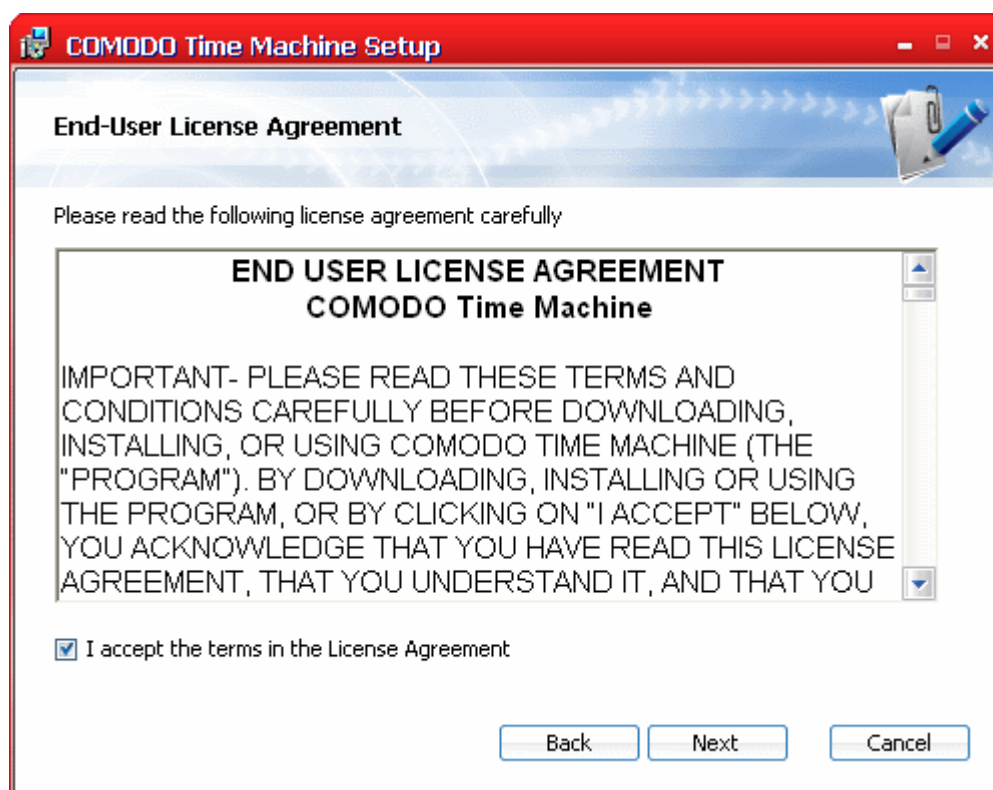 COMODO Time Machine Setup
End-User License Agreement
Please read the following license agreement carefully
END USER LICENSE AGREEMENT
COMODO Time Machine
IMPORTANT- PLEASE READ THESE TERMS AND
CONDITIONS CAREFULLY BEFORE DOWNLOADING,
INSTALLING, OR USING COMODO TIME MACHINE (THE
"PROGRAM"). BY DOWNLOADING, INSTALLING OR USING
THE PROGRAM, OR BY CLICKING ON "I ACCEPT" BELOW,
YOU ACKNOWLEDGE THAT YOU HAVE READ THIS LICENSE
AGREEMENT, THAT YOU UNDERSTAND IT, AND THAT YOU
I accept the terms in the License Agreement
Back Next Cancel